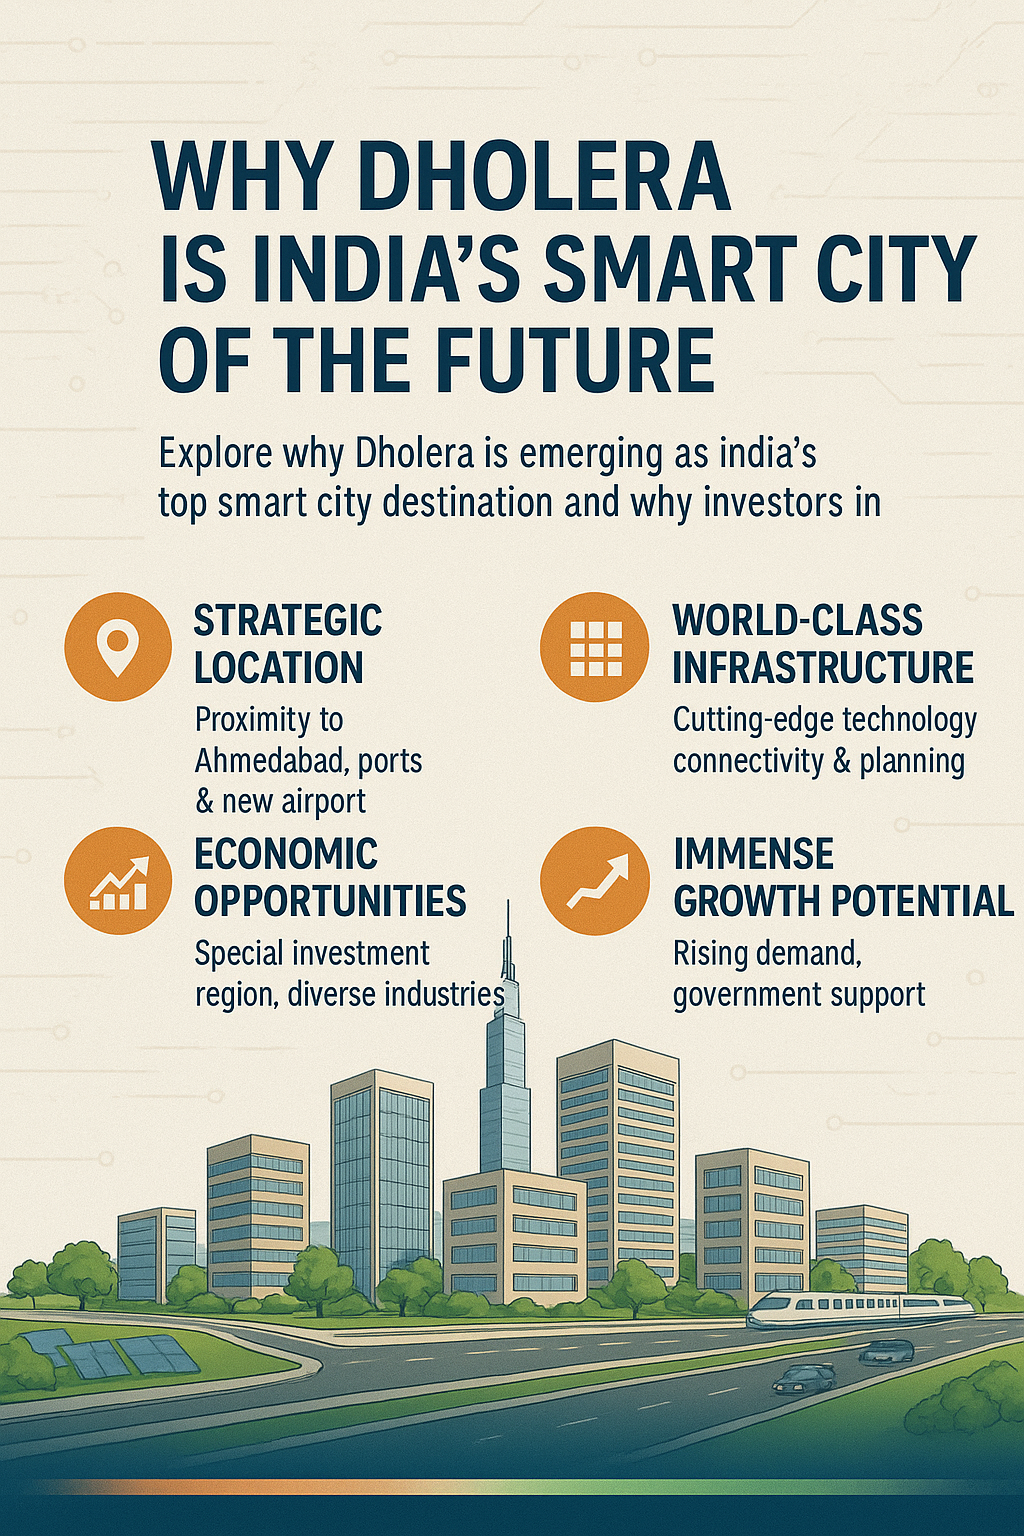 WHY DHOLERA
IS INDIA’S SMART CITY
OF THE FUTURE
Explore why Dholera is emerging as india’s
top smart city destination and why investors in
STRATEGIC
LOCATION
Proximity to
Ahmedabad, ports
& new airport
WORLD-CLASS
INFRASTRUCTURE
Cutting-edge technology
connectivity & planning
ECONOMIC
OPPORTUNITIES
Special investment
region, diverse industries
IMMENSE
GROWTH POTENTIAL
Rising demand,
government support